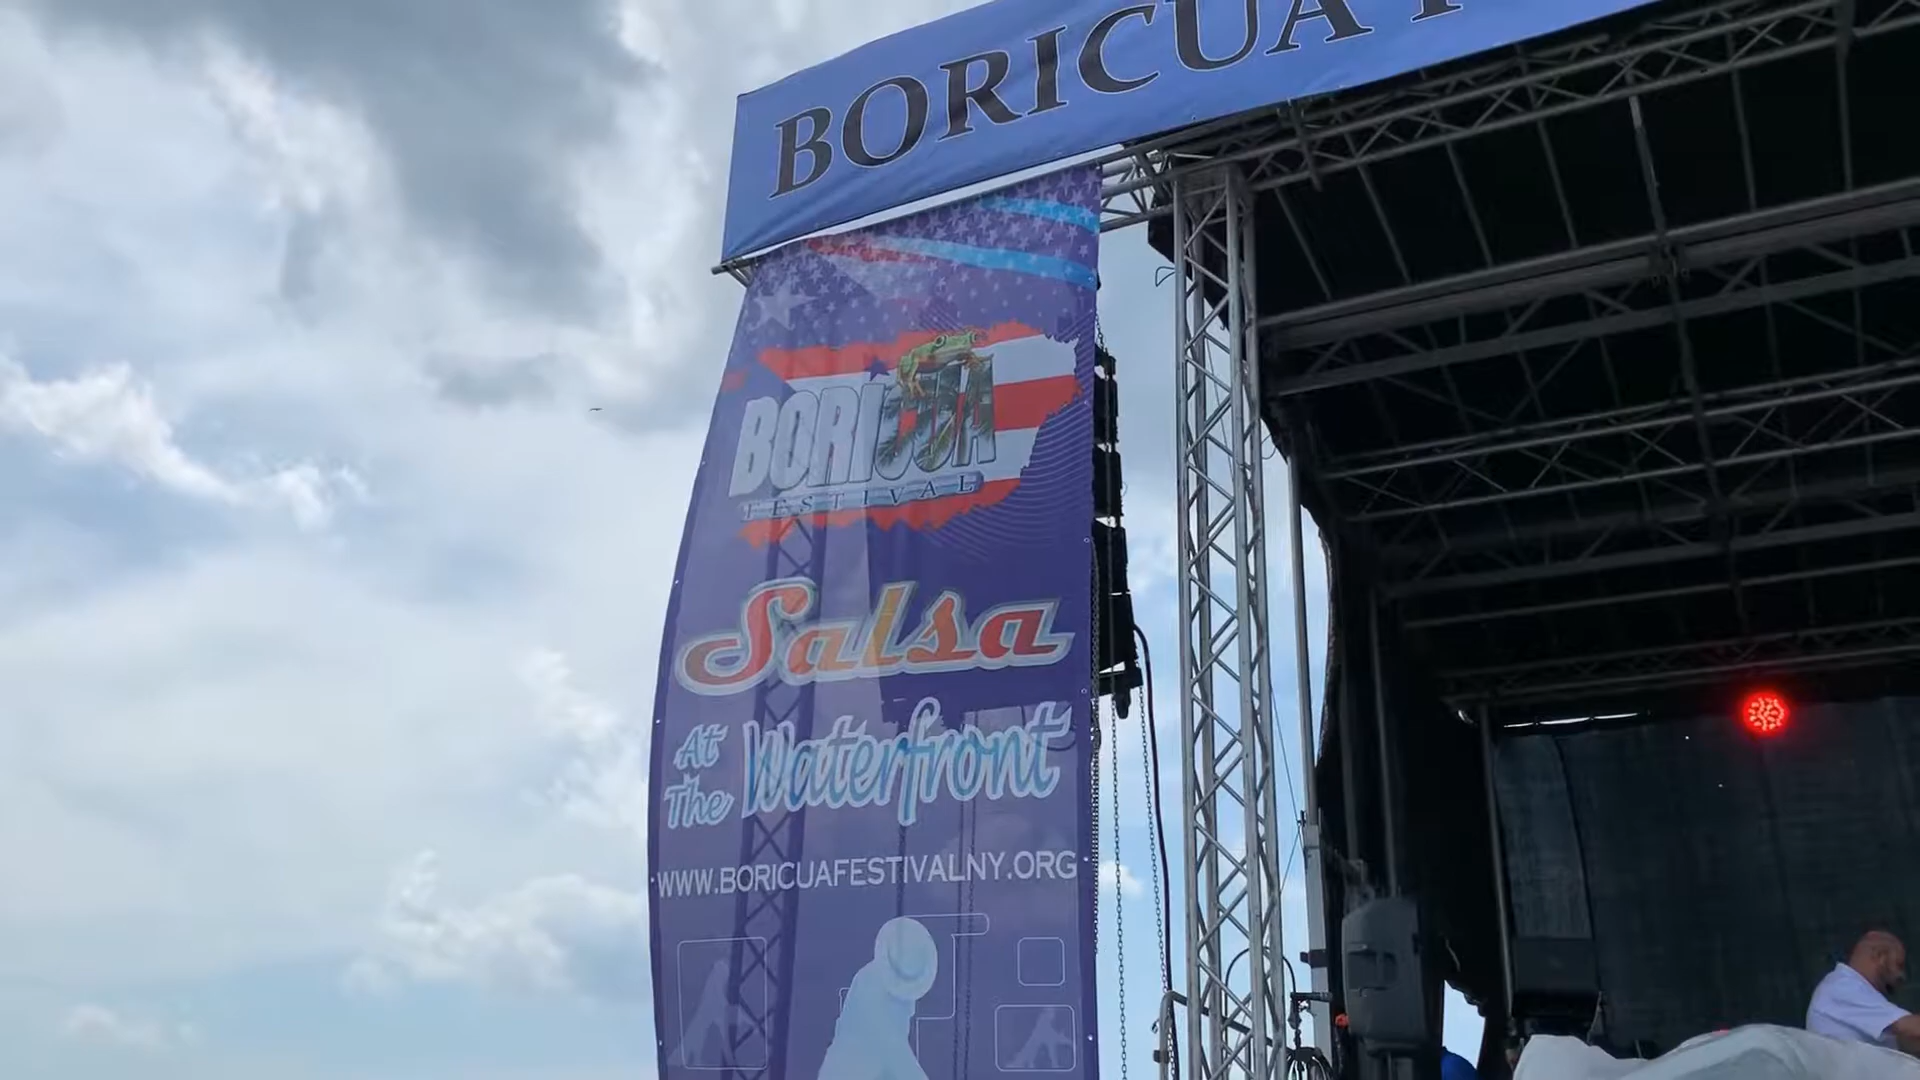 BORICUA
BORICUA
FESTIVAL
Salsa
At The Waterfront
WWW.BORICUAFESTIVALNY.ORG